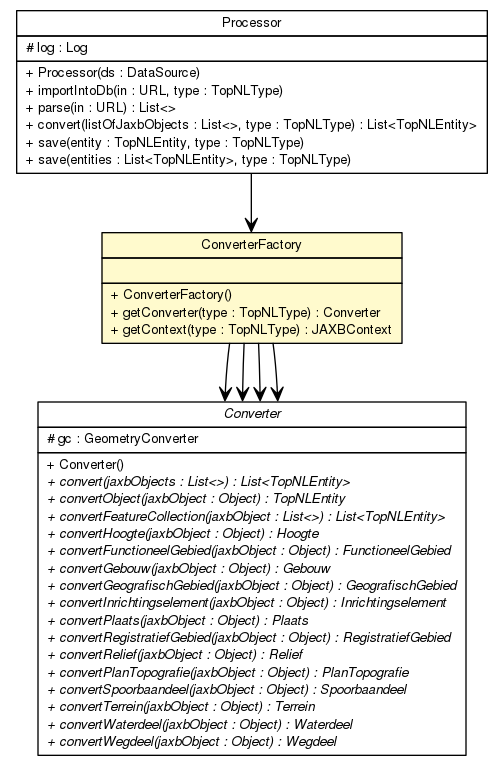 Processor
# log : Log
+ Processor(ds : DataSource)
+ importIntoDb(in : URL, type : TopNLType)
+ parse(in : URL) : List<>
+ convert(listOfJaxbObjects : List<>, type : TopNLType) : List<TopNLEntity>
+ save(entity : TopNLEntity, type : TopNLType)
+ save(entities : List<TopNLEntity>, type : TopNLType)
ConverterFactory
+ ConverterFactory()
+ getConverter(type : TopNLType) : Converter
+ getContext(type : TopNLType) : JAXBContext
Converter
# gc : GeometryConverter
+ Converter()
+ convert(jaxbObjects : List<>) : List<TopNLEntity>
+ convertObject(jaxbObject : Object) : TopNLEntity
+ convertFeatureCollection(jaxbObject : List<>) : List<TopNLEntity>
+ convertHoogte(jaxbObject : Object) : Hoogte
+ convertFunctioneelGebied(jaxbObject : Object) : FunctioneelGebied
+ convertGebouw(jaxbObject : Object) : Gebouw
+ convertGeografischGebied(jaxbObject : Object) : GeografischGebied
+ convertInrichtingselement(jaxbObject : Object) : Inrichtingselement
+ convertPlaats(jaxbObject : Object) : Plaats
+ convertRegistratiefGebied(jaxbObject : Object) : RegistratiefGebied
+ convertRelief(jaxbObject : Object) : Relief
+ convertPlanTopografie(jaxbObject : Object) : PlanTopografie
+ convertSpoorbaandeel(jaxbObject : Object) : Spoorbaandeel
+ convertTerrein(jaxbObject : Object) : Terrein
+ convertWaterdeel(jaxbObject : Object) : Waterdeel
+ convertWegdeel(jaxbObject : Object) : Wegdeel